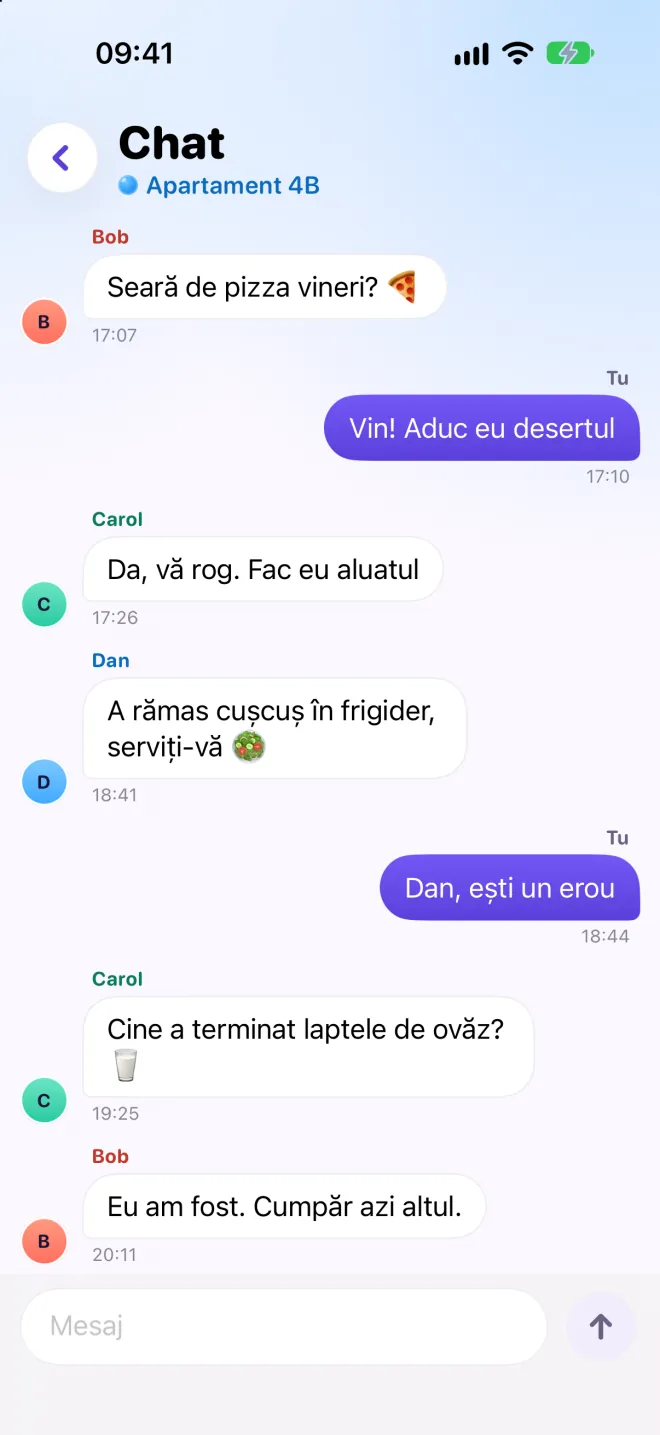 09:41
Chat
Apartament 4B
Bob
Seară de pizza vineri? 🍕
B
17:07
Tu
Vin! Aduc eu desertul
17:10
Carol
Da, vă rog. Fac eu aluatul
C
17:26
Dan
A rămas cușcuș în frigider,
serviți-vă 🥗
D
18:41
Tu
Dan, ești un erou
18:44
Carol
Cine a terminat laptele de ovăz?
🥛
C
19:25
Bob
Eu am fost. Cumpăr azi altul.
B
20:11
Mesaj